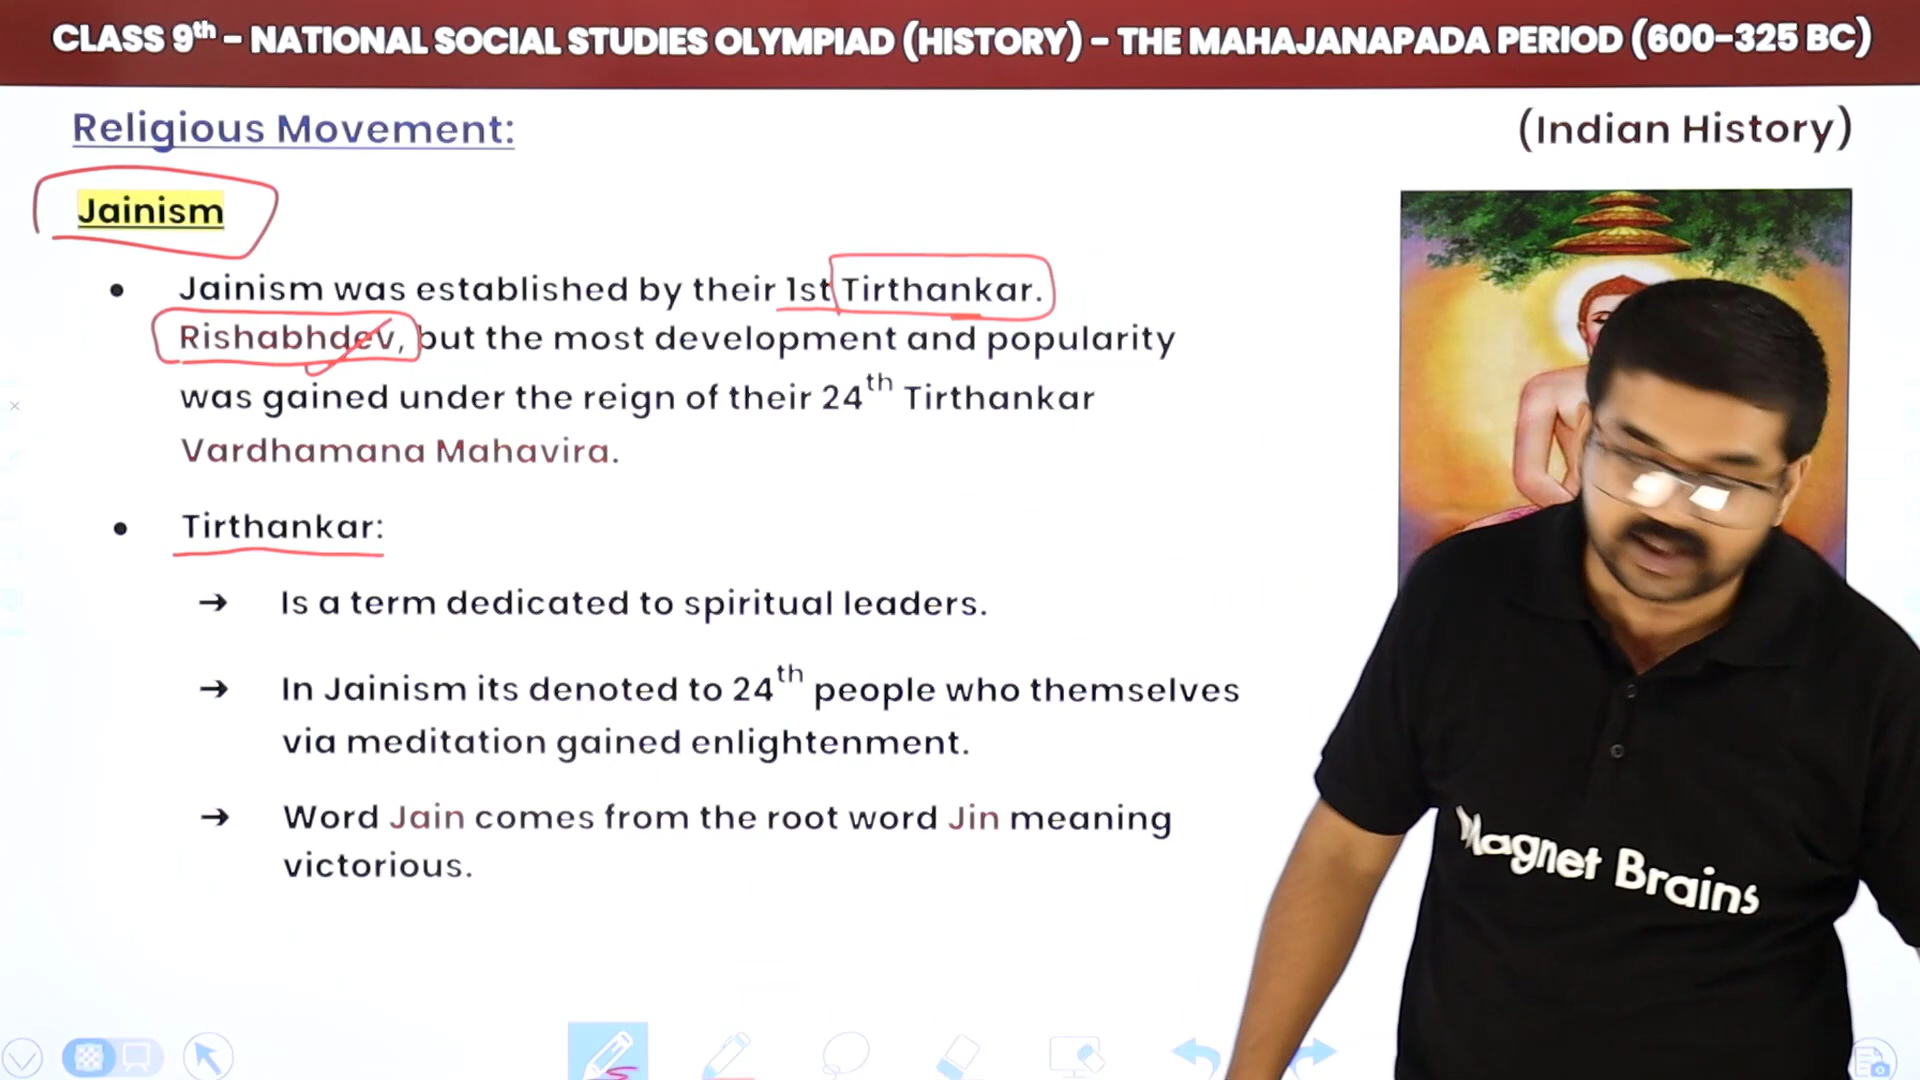 CLASS 9th - NATIONAL SOCIAL STUDIES OLYMPIAD (HISTORY) - THE MAHAJANAPADA PERIOD (600-325 BC)
Religious Movement:
(Indian History)
Jainism
• Jainism was established by their 1st Tirthankar.
Rishabhdev, but the most development and popularity
was gained under the reign of their 24th Tirthankar
Vardhamana Mahavira.
• Tirthankar:
→ Is a term dedicated to spiritual leaders.
→ In Jainism its denoted to 24th people who themselves
via meditation gained enlightenment.
→ Word Jain comes from the root word Jin meaning
victorious.
Magnet Brains